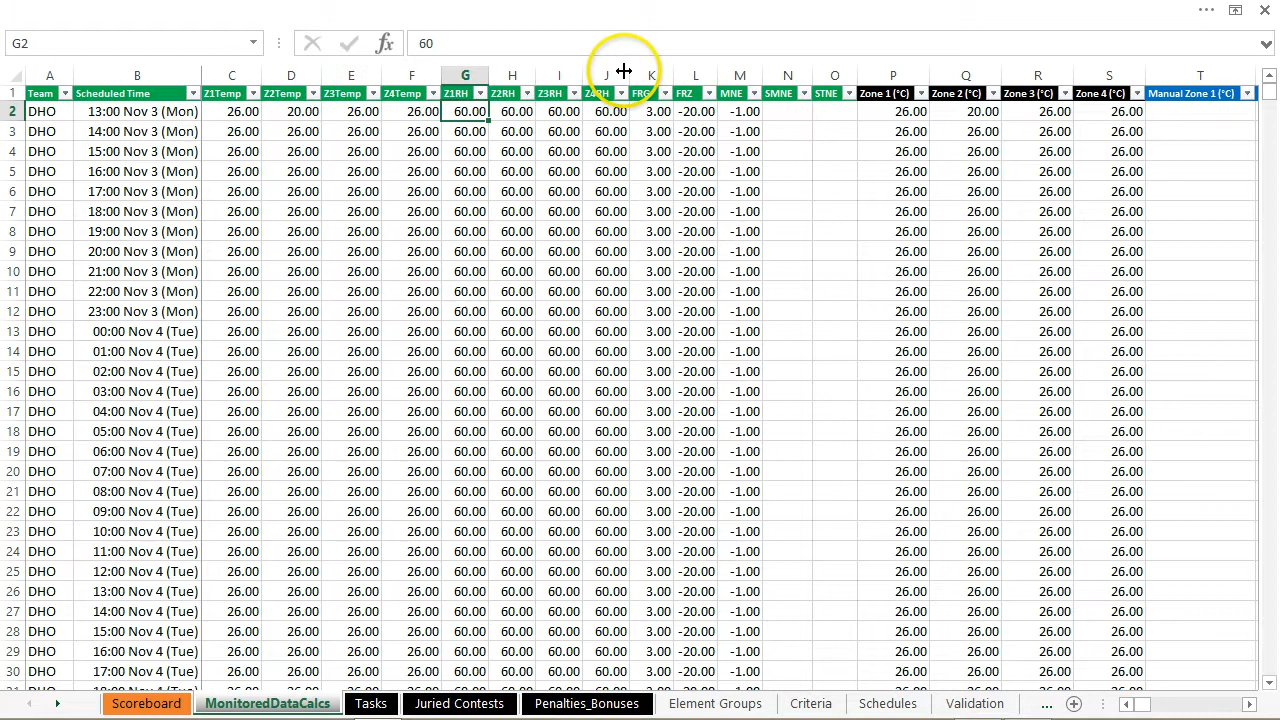 G2 fx 60
A B C D E F G H I J K L M N O P Q R S T
1 Team Scheduled Time Z1Temp Z2Temp Z3Temp Z4Temp Z1RH Z2RH Z3RH Z4RH FRG FRZ MNE SMNE STNE Zone 1 (°C) Zone 2 (°C) Zone 3 (°C) Zone 4 (°C) Manual Zone 1 (°C)
2 DHO 13:00 Nov 3 (Mon) 26.00 20.00 26.00 26.00 60.00 60.00 60.00 60.00 3.00 -20.00 -1.00 26.00 20.00 26.00 26.00
3 DHO 14:00 Nov 3 (Mon) 26.00 26.00 26.00 26.00 60.00 60.00 60.00 60.00 3.00 -20.00 -1.00 26.00 26.00 26.00 26.00
4 DHO 15:00 Nov 3 (Mon) 26.00 26.00 26.00 26.00 60.00 60.00 60.00 60.00 3.00 -20.00 -1.00 26.00 26.00 26.00 26.00
5 DHO 16:00 Nov 3 (Mon) 26.00 26.00 26.00 26.00 60.00 60.00 60.00 60.00 3.00 -20.00 -1.00 26.00 26.00 26.00 26.00
6 DHO 17:00 Nov 3 (Mon) 26.00 26.00 26.00 26.00 60.00 60.00 60.00 60.00 3.00 -20.00 -1.00 26.00 26.00 26.00 26.00
7 DHO 18:00 Nov 3 (Mon) 26.00 26.00 26.00 26.00 60.00 60.00 60.00 60.00 3.00 -20.00 -1.00 26.00 26.00 26.00 26.00
8 DHO 19:00 Nov 3 (Mon) 26.00 26.00 26.00 26.00 60.00 60.00 60.00 60.00 3.00 -20.00 -1.00 26.00 26.00 26.00 26.00
9 DHO 20:00 Nov 3 (Mon) 26.00 26.00 26.00 26.00 60.00 60.00 60.00 60.00 3.00 -20.00 -1.00 26.00 26.00 26.00 26.00
10 DHO 21:00 Nov 3 (Mon) 26.00 26.00 26.00 26.00 60.00 60.00 60.00 60.00 3.00 -20.00 -1.00 26.00 26.00 26.00 26.00
11 DHO 22:00 Nov 3 (Mon) 26.00 26.00 26.00 26.00 60.00 60.00 60.00 60.00 3.00 -20.00 -1.00 26.00 26.00 26.00 26.00
12 DHO 23:00 Nov 3 (Mon) 26.00 26.00 26.00 26.00 60.00 60.00 60.00 60.00 3.00 -20.00 -1.00 26.00 26.00 26.00 26.00
13 DHO 00:00 Nov 4 (Tue) 26.00 26.00 26.00 26.00 60.00 60.00 60.00 60.00 3.00 -20.00 -1.00 26.00 26.00 26.00 26.00
14 DHO 01:00 Nov 4 (Tue) 26.00 26.00 26.00 26.00 60.00 60.00 60.00 60.00 3.00 -20.00 -1.00 26.00 26.00 26.00 26.00
15 DHO 02:00 Nov 4 (Tue) 26.00 26.00 26.00 26.00 60.00 60.00 60.00 60.00 3.00 -20.00 -1.00 26.00 26.00 26.00 26.00
16 DHO 03:00 Nov 4 (Tue) 26.00 26.00 26.00 26.00 60.00 60.00 60.00 60.00 3.00 -20.00 -1.00 26.00 26.00 26.00 26.00
17 DHO 04:00 Nov 4 (Tue) 26.00 26.00 26.00 26.00 60.00 60.00 60.00 60.00 3.00 -20.00 -1.00 26.00 26.00 26.00 26.00
18 DHO 05:00 Nov 4 (Tue) 26.00 26.00 26.00 26.00 60.00 60.00 60.00 60.00 3.00 -20.00 -1.00 26.00 26.00 26.00 26.00
19 DHO 06:00 Nov 4 (Tue) 26.00 26.00 26.00 26.00 60.00 60.00 60.00 60.00 3.00 -20.00 -1.00 26.00 26.00 26.00 26.00
20 DHO 07:00 Nov 4 (Tue) 26.00 26.00 26.00 26.00 60.00 60.00 60.00 60.00 3.00 -20.00 -1.00 26.00 26.00 26.00 26.00
21 DHO 08:00 Nov 4 (Tue) 26.00 26.00 26.00 26.00 60.00 60.00 60.00 60.00 3.00 -20.00 -1.00 26.00 26.00 26.00 26.00
22 DHO 09:00 Nov 4 (Tue) 26.00 26.00 26.00 26.00 60.00 60.00 60.00 60.00 3.00 -20.00 -1.00 26.00 26.00 26.00 26.00
23 DHO 10:00 Nov 4 (Tue) 26.00 26.00 26.00 26.00 60.00 60.00 60.00 60.00 3.00 -20.00 -1.00 26.00 26.00 26.00 26.00
24 DHO 11:00 Nov 4 (Tue) 26.00 26.00 26.00 26.00 60.00 60.00 60.00 60.00 3.00 -20.00 -1.00 26.00 26.00 26.00 26.00
25 DHO 12:00 Nov 4 (Tue) 26.00 26.00 26.00 26.00 60.00 60.00 60.00 60.00 3.00 -20.00 -1.00 26.00 26.00 26.00 26.00
26 DHO 13:00 Nov 4 (Tue) 26.00 26.00 26.00 26.00 60.00 60.00 60.00 60.00 3.00 -20.00 -1.00 26.00 26.00 26.00 26.00
27 DHO 14:00 Nov 4 (Tue) 26.00 26.00 26.00 26.00 60.00 60.00 60.00 60.00 3.00 -20.00 -1.00 26.00 26.00 26.00 26.00
28 DHO 15:00 Nov 4 (Tue) 26.00 26.00 26.00 26.00 60.00 60.00 60.00 60.00 3.00 -20.00 -1.00 26.00 26.00 26.00 26.00
29 DHO 16:00 Nov 4 (Tue) 26.00 26.00 26.00 26.00 60.00 60.00 60.00 60.00 3.00 -20.00 -1.00 26.00 26.00 26.00 26.00
30 DHO 17:00 Nov 4 (Tue) 26.00 26.00 26.00 26.00 60.00 60.00 60.00 60.00 3.00 -20.00 -1.00 26.00 26.00 26.00 26.00
Scoreboard MonitoredDataCalcs Tasks Juried Contests Penalties_Bonuses Element Groups Criteria Schedules Validation ...